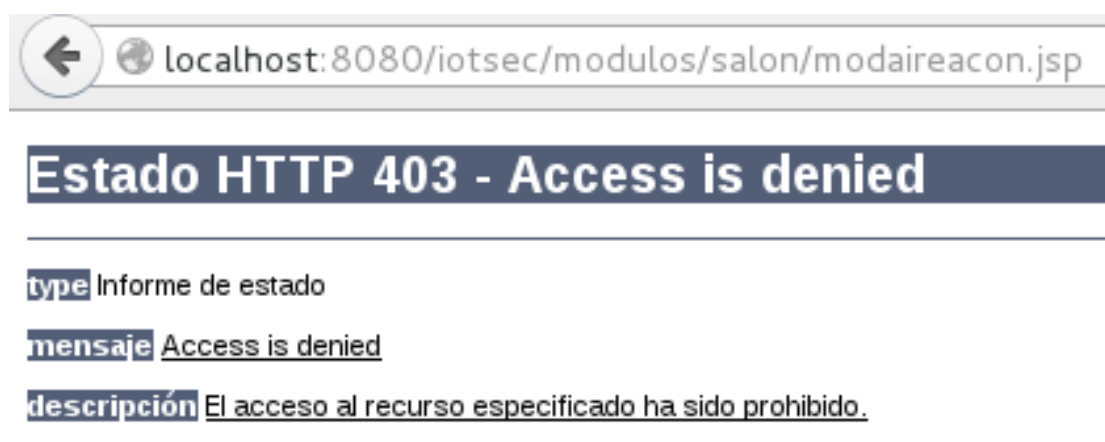 localhost:8080/iotsec/modulos/salon/modaireacon.jsp
Estado HTTP 403 - Access is denied
type Informe de estado
mensaje Access is denied
descripción El acceso al recurso especificado ha sido prohibido.